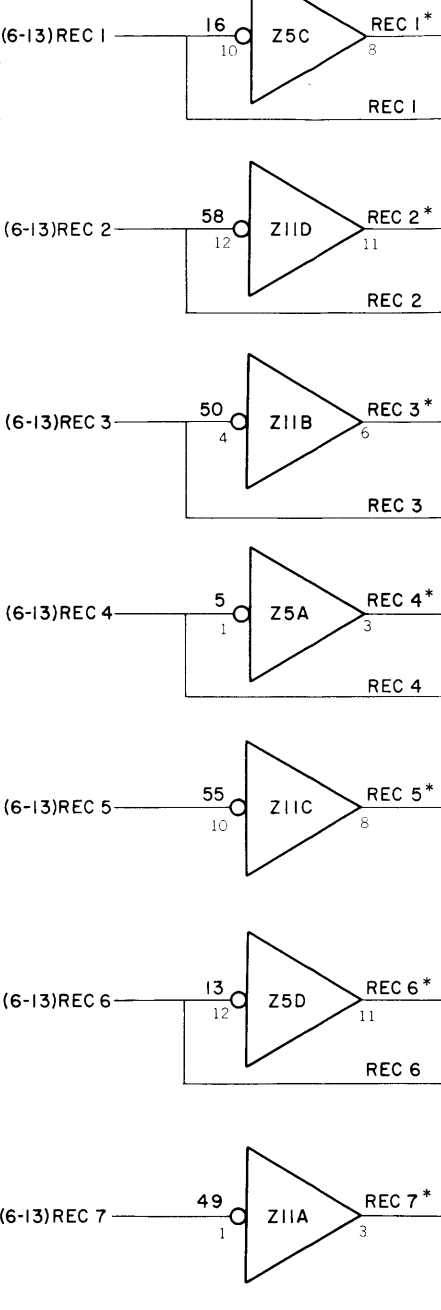 (6-13)REC 1 16 10 Z5C REC 1* 8
REC 1
(6-13)REC 2 58 12 Z11D REC 2* 11
REC 2
(6-13)REC 3 50 4 Z11B REC 3* 6
REC 3
(6-13)REC 4 5 1 Z5A REC 4* 3
REC 4
(6-13)REC 5 55 10 Z11C REC 5* 8
(6-13)REC 6 13 12 Z5D REC 6* 11
REC 6
(6-13)REC 7 49 1 Z11A REC 7* 3